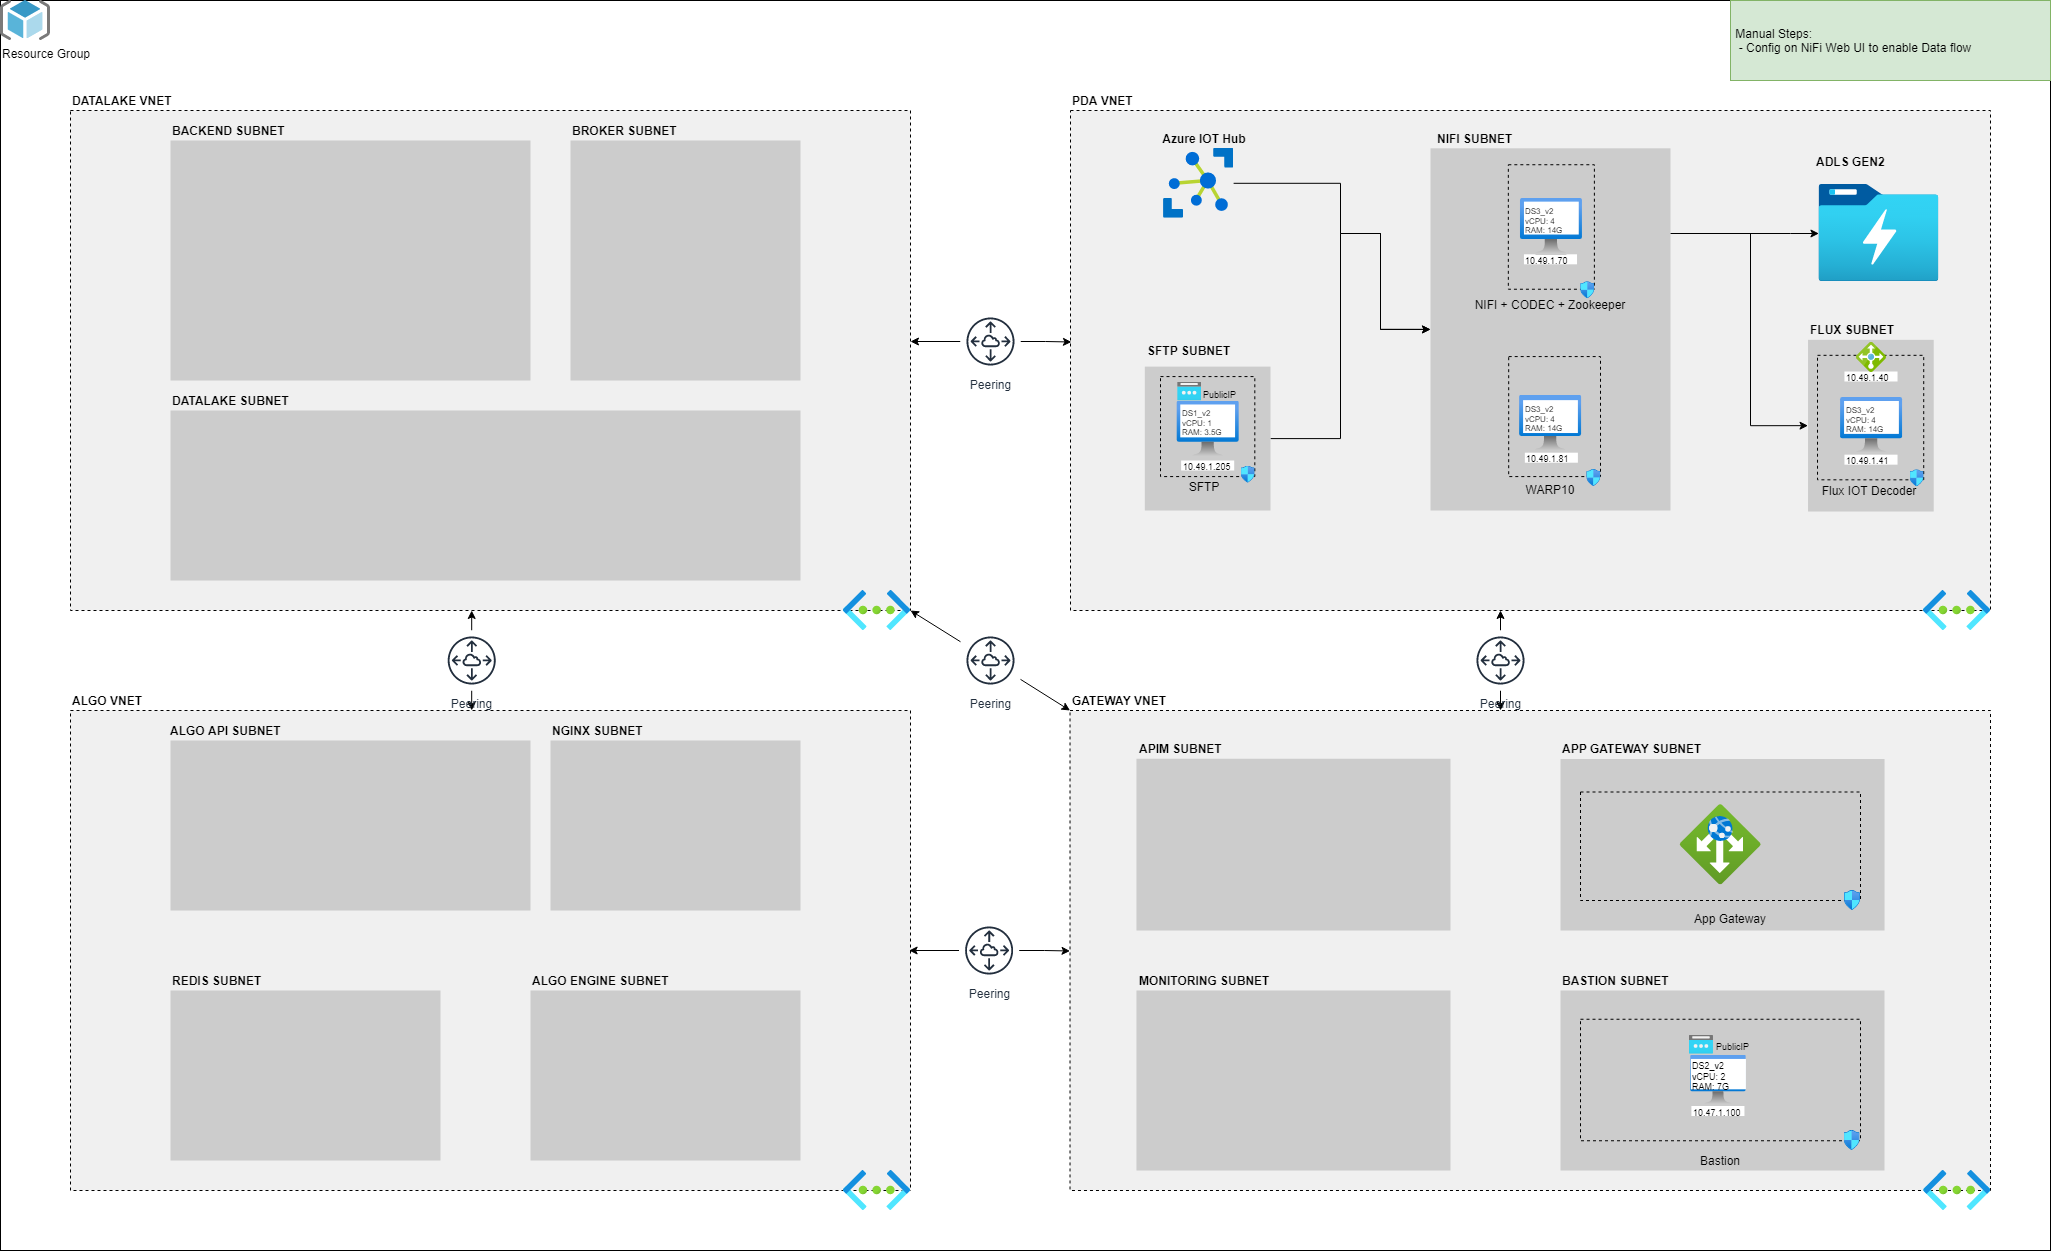 Resource Group
Manual Steps:
- Config on NiFi Web UI to enable Data flow
DATALAKE VNET
BACKEND SUBNET
BROKER SUBNET
DATALAKE SUBNET
Peering
PDA VNET
Azure IOT Hub
NIFI SUBNET
DS3_v2
vCPU: 4
RAM: 14G
10.49.1.70
NIFI + CODEC + Zookeeper
ADLS GEN2
SFTP SUBNET
PublicIP
DS1_v2
vCPU: 1
RAM: 3.5G
10.49.1.205
SFTP
DS3_v2
vCPU: 4
RAM: 14G
10.49.1.81
WARP10
FLUX SUBNET
10.49.1.40
DS3_v2
vCPU: 4
RAM: 14G
10.49.1.41
Flux IOT Decoder
Peering
Peering
Peering
ALGO VNET
ALGO API SUBNET
NGINX SUBNET
REDIS SUBNET
ALGO ENGINE SUBNET
Peering
GATEWAY VNET
APIM SUBNET
APP GATEWAY SUBNET
App Gateway
MONITORING SUBNET
BASTION SUBNET
PublicIP
DS2_v2
vCPU: 2
RAM: 7G
10.47.1.100
Bastion